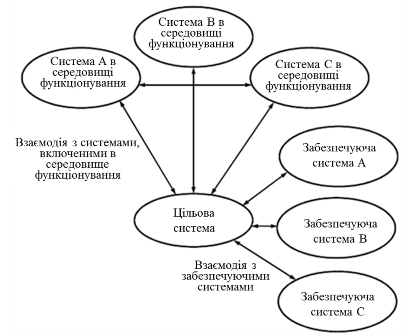 Система B в
середовищі
функціонування
Система A в
середовищі
функціонування
Система C в
середовищі
функціонування
Взаємодія з системами,
включеними в
середовище
функціонування
Забезпечуюча
система A
Цільова
система
Забезпечуюча
система B
Взаємодія з
забезпечуючими
системами
Забезпечуюча
система C